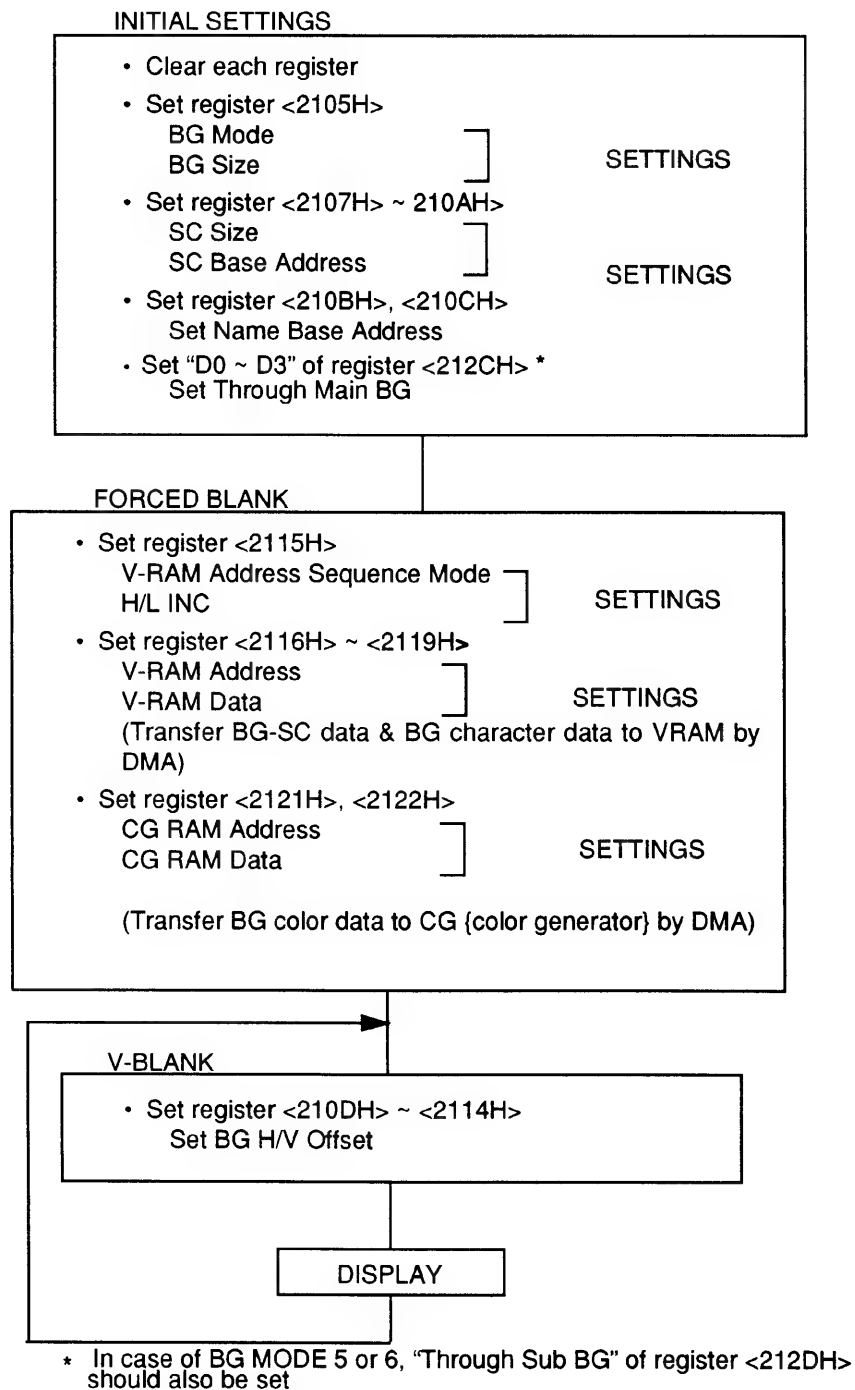 INITIAL SETTINGS
• Clear each register
• Set register <2105H>
BG Mode
BG Size
SETTINGS
• Set register <2107H> ~ 210AH>
SC Size
SC Base Address
SETTINGS
• Set register <210BH>, <210CH>
Set Name Base Address
• Set “D0 ~ D3” of register <212CH> *
Set Through Main BG
FORCED BLANK
• Set register <2115H>
V-RAM Address Sequence Mode
H/L INC
SETTINGS
• Set register <2116H> ~ <2119H>
V-RAM Address
V-RAM Data
SETTINGS
(Transfer BG-SC data & BG character data to VRAM by
DMA)
• Set register <2121H>, <2122H>
CG RAM Address
CG RAM Data
SETTINGS
(Transfer BG color data to CG {color generator} by DMA)
V-BLANK
• Set register <210DH> ~ <2114H>
Set BG H/V Offset
DISPLAY
* In case of BG MODE 5 or 6, “Through Sub BG” of register <212DH>
should also be set